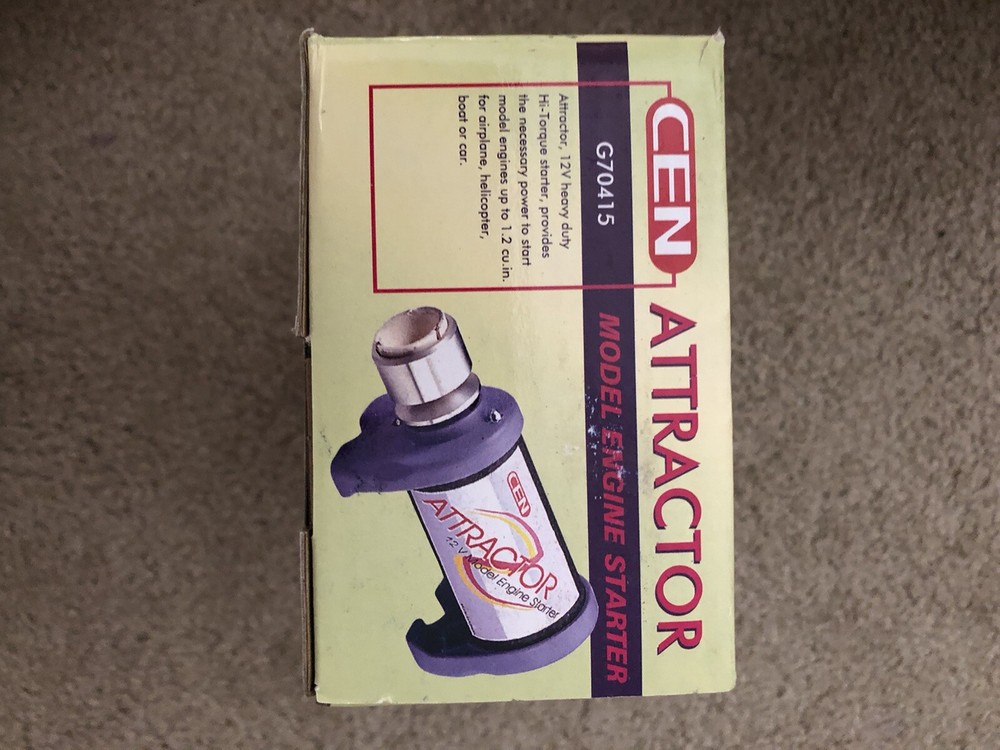 CEN ATTRACTOR
G70415 MODEL ENGINE STARTER
Attractor, 12V heavy duty
Hi-Torque starter, provides
the necessary power to start
model engines up to 1.2 cu.in.
for airplane, helicopter,
boat or car.
CEN
ATTRACTOR
12V Model Engine Starter